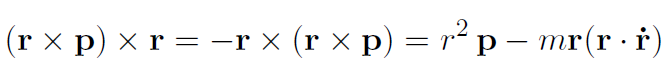 (r × p) × r = −r × (r × p) = r² p − mr(r · ṙ)